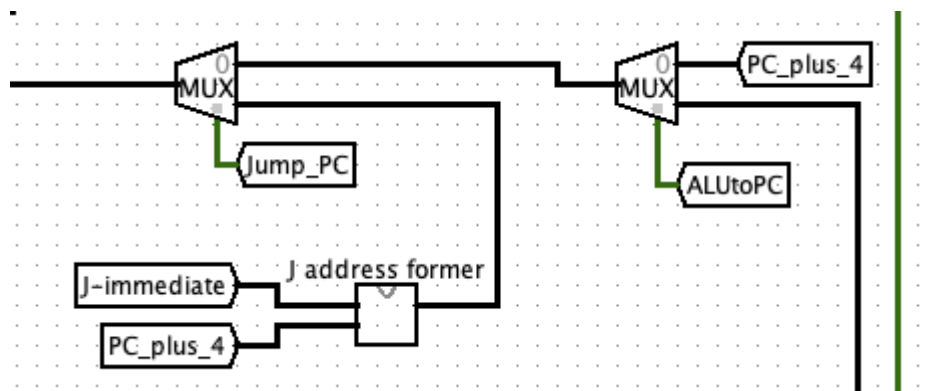 0
MUX
0
MUX
PC_plus_4
Jump_PC
ALUtoPC
J address former
J-immediate
PC_plus_4